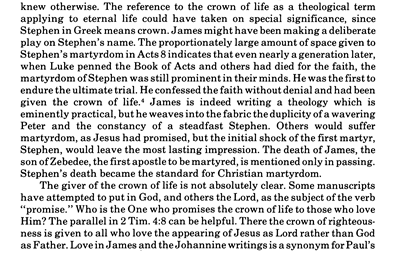 knew otherwise. The reference to the crown of life as a theological term
applying to eternal life could have taken on special significance, since
Stephen in Greek means crown. James might have been making a deliberate
play on Stephen's name. The proportionately large amount of space given to
Stephen's martyrdom in Acts 8 indicates that even nearly a generation later,
when Luke penned the Book of Acts and others had died for the faith, the
martyrdom of Stephen was still prominent in their minds. He was the first to
endure the ultimate trial. He confessed the faith without denial and had been
given the crown of life.⁴ James is indeed writing a theology which is
eminently practical, but he weaves into the fabric the duplicity of a wavering
Peter and the constancy of a steadfast Stephen. Others would suffer
martyrdom, as Jesus had promised, but the initial shock of the first martyr,
Stephen, would leave the most lasting impression. The death of James, the
son of Zebedee, the first apostle to be martyred, is mentioned only in passing.
Stephen's death became the standard for Christian martyrdom.
The giver of the crown of life is not absolutely clear. Some manuscripts
have attempted to put in God, and others the Lord, as the subject of the verb
"promise." Who is the One who promises the crown of life to those who love
Him? The parallel in 2 Tim. 4:8 can be helpful. There the crown of righteous-
ness is given to all who love the appearing of Jesus as Lord rather than God
as Father. Love in James and the Johannine writings is a synonym for Paul's